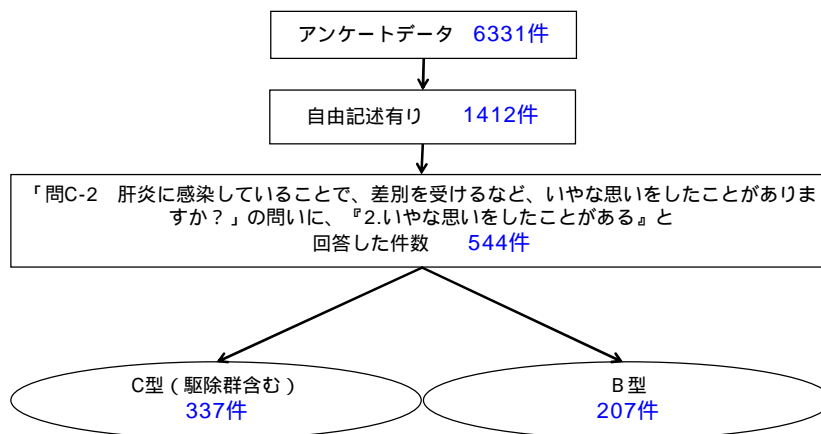 アンケートデータ 6331件
自由記述有り 1412件
「問C-2 肝炎に感染していることで、差別を受けるなど、いやな思いをしたことがありま
すか？」の問いに、『2.いやな思いをしたことがある』と
回答した件数 544件
C型（駆除群含む）
337件
B型
207件